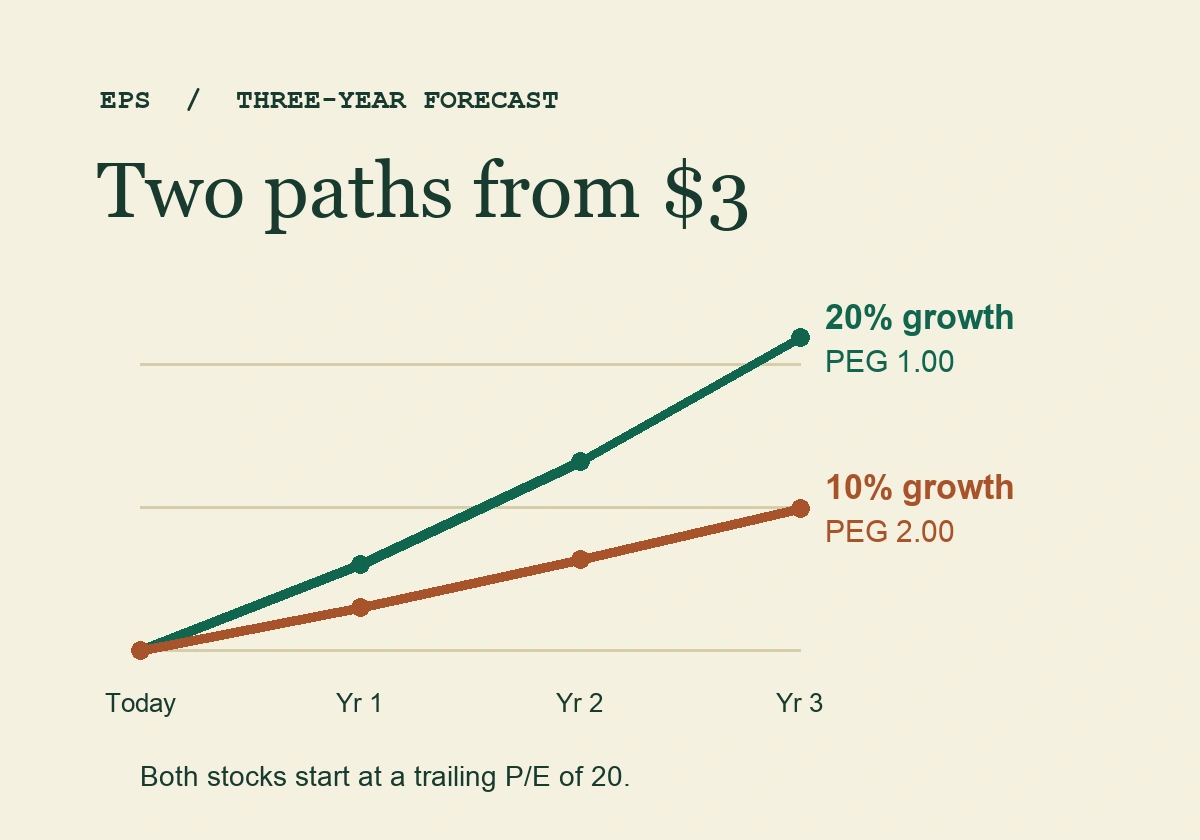 EPS / THREE-YEAR FORECAST
Two paths from $3
20% growth
PEG 1.00
10% growth
PEG 2.00
Today Yr 1 Yr 2 Yr 3
Both stocks start at a trailing P/E of 20.